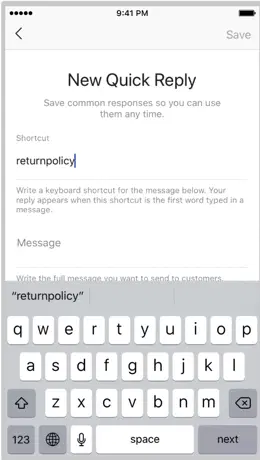 9:41 PM
Save
New Quick Reply
Save common responses so you can use
them any time.
Shortcut
returnpolicy
Write a keyboard shortcut for the message below. Your
reply appears when this shortcut is the first word typed in a
message.
Message
Write the full message you want to send to customers
“returnpolicy”
q w e r t y u i o p
a s d f g h j k l
z x c v b n m
123 space next